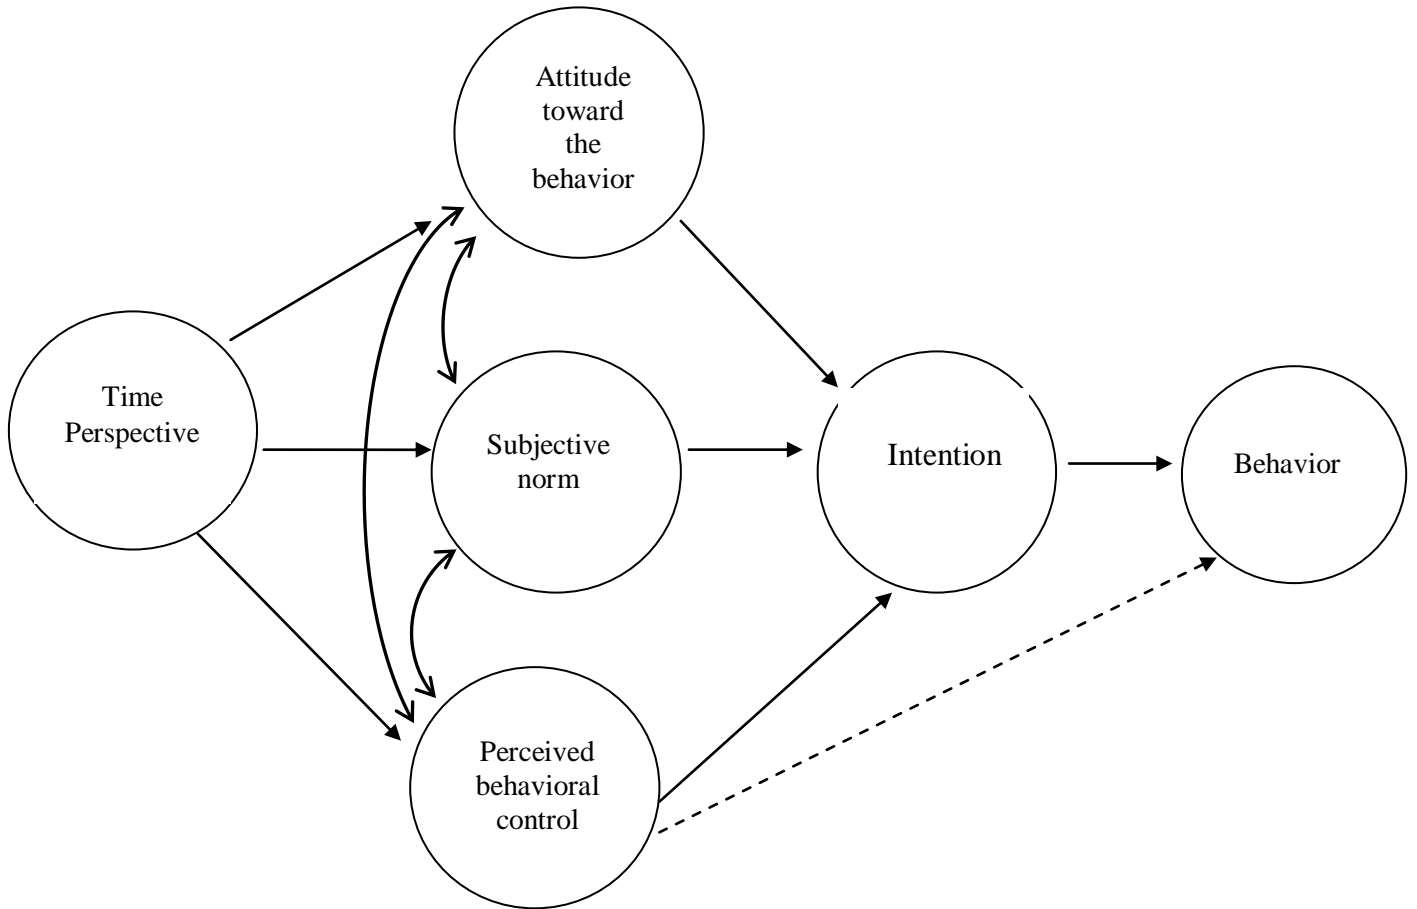 Attitude
toward
the
behavior
Time
Perspective
Subjective
norm
Intention
Behavior
Perceived
behavioral
control